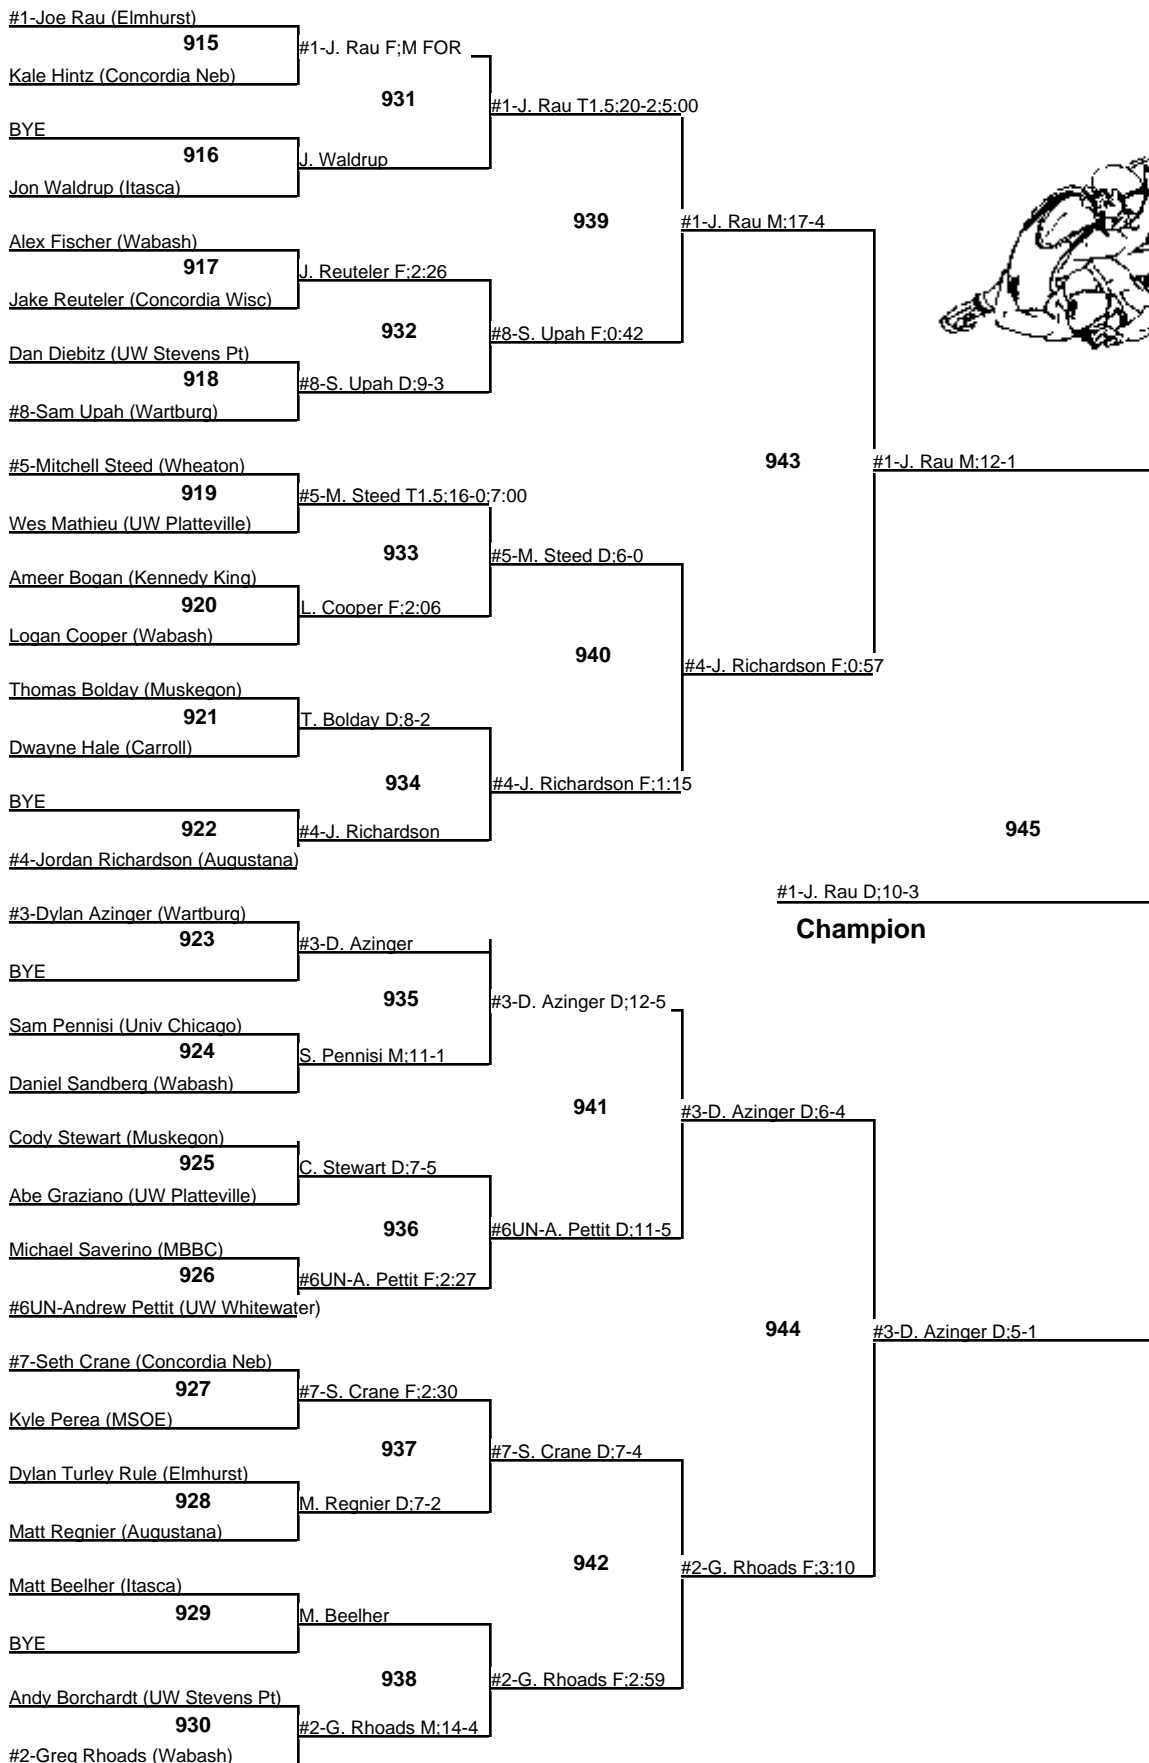 #1-Joe Rau (Elmhurst)
915
#1-J. Rau F;M FOR
Kale Hintz (Concordia Neb)
931
#1-J. Rau T1.5;20-2;5:00
BYE
916
J. Waldrup
Jon Waldrup (Itasca)
939
#1-J. Rau M;17-4
Alex Fischer (Wabash)
917
J. Reuteler F;2:26
Jake Reuteler (Concordia Wisc)
932
#8-S. Upah F;0:42
Dan Diebitz (UW Stevens Pt)
918
#8-S. Upah D;9-3
#8-Sam Upah (Wartburg)
943
#1-J. Rau M;12-1
#5-Mitchell Steed (Wheaton)
919
#5-M. Steed T1.5;16-0;7:00
Wes Mathieu (UW Platteville)
933
#5-M. Steed D;6-0
Ameer Bogan (Kennedy King)
920
L. Cooper F;2:06
Logan Cooper (Wabash)
940
#4-J. Richardson F;0:57
Thomas Bolday (Muskegon)
921
T. Bolday D;8-2
Dwayne Hale (Carroll)
934
#4-J. Richardson F;1:15
BYE
922
#4-J. Richardson
#4-Jordan Richardson (Augustana)
945
#1-J. Rau D;10-3
Champion
#3-Dylan Azinger (Wartburg)
923
#3-D. Azinger
BYE
935
#3-D. Azinger D;12-5
Sam Pennisi (Univ Chicago)
924
S. Pennisi M;11-1
Daniel Sandberg (Wabash)
941
#3-D. Azinger D;6-4
Cody Stewart (Muskegon)
925
C. Stewart D;7-5
Abe Graziano (UW Platteville)
936
#6UN-A. Pettit D;11-5
Michael Saverino (MBBC)
926
#6UN-A. Pettit F;2:27
#6UN-Andrew Pettit (UW Whitewater)
944
#3-D. Azinger D;5-1
#7-Seth Crane (Concordia Neb)
927
#7-S. Crane F;2:30
Kyle Perea (MSOE)
937
#7-S. Crane D;7-4
Dylan Turley Rule (Elmhurst)
928
M. Regnier D;7-2
Matt Regnier (Augustana)
942
#2-G. Rhoads F;3:10
Matt Beelher (Itasca)
929
M. Beelher
BYE
938
#2-G. Rhoads F;2:59
Andy Borchardt (UW Stevens Pt)
930
#2-G. Rhoads M;14-4
#2-Greg Rhoads (Wabash)